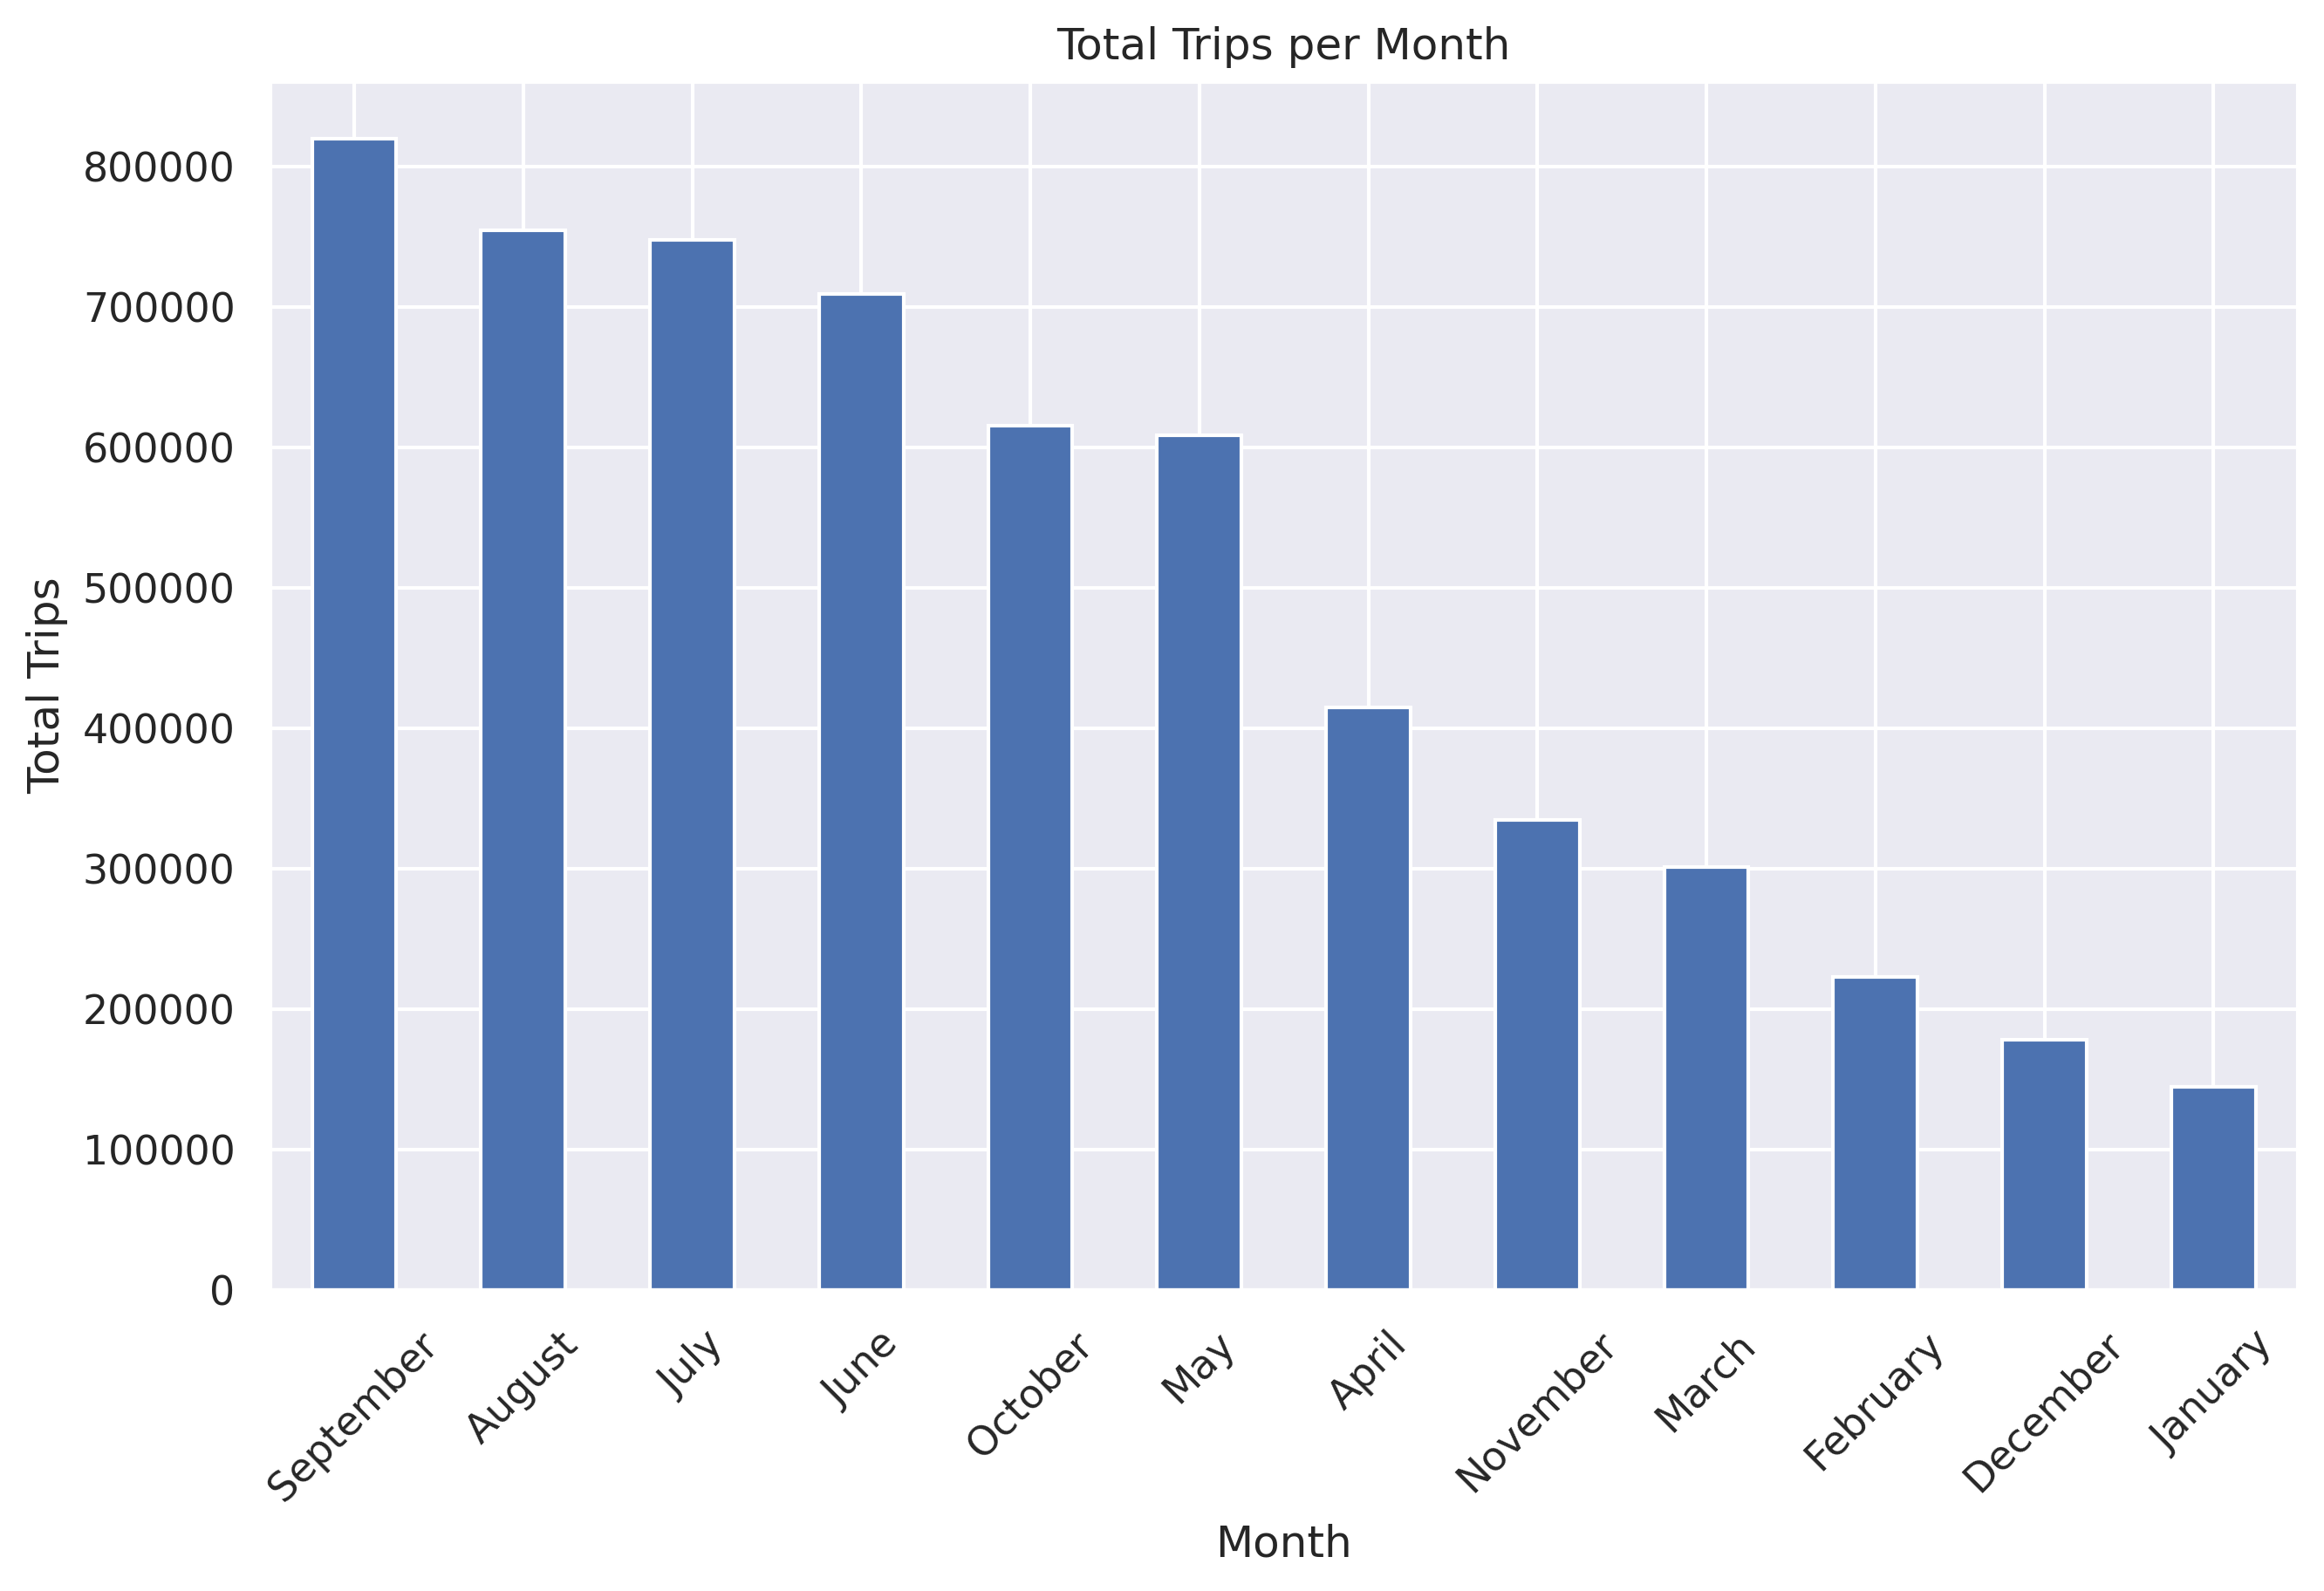 Total Trips per Month
Total Trips
800000
700000
600000
500000
400000
300000
200000
100000
0
September
August
July
June
October
May
April
November
March
February
December
January
Month